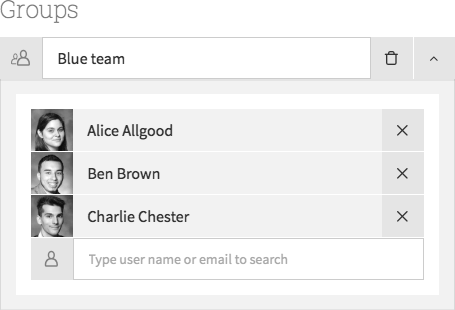 Groups
Blue team
Alice Allgood
Ben Brown
Charlie Chester
Type user name or email to search